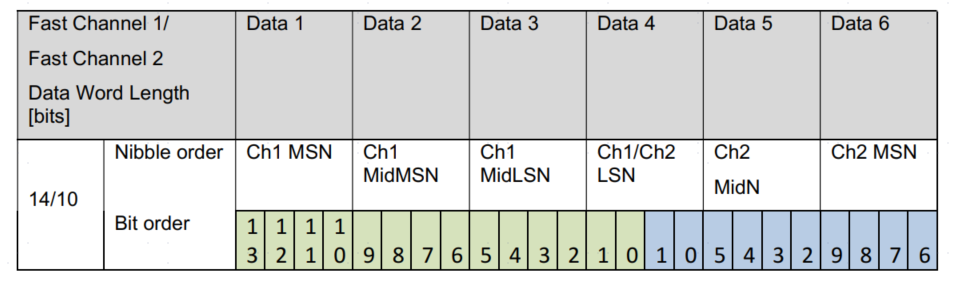 Fast Channel 1/ Data 1 Data 2 Data 3 Data 4 Data 5 Data 6
Fast Channel 2
Data Word Length
[bits]
14/10 Nibble order Ch1 MSN Ch1 Ch1 Ch1/Ch2 Ch2 Ch2 MSN
MidMSN MidLSN LSN MidN
Bit order 13 12 11 10 9 8 7 6 5 4 3 2 1 0 1 0 5 4 3 2 9 8 7 6